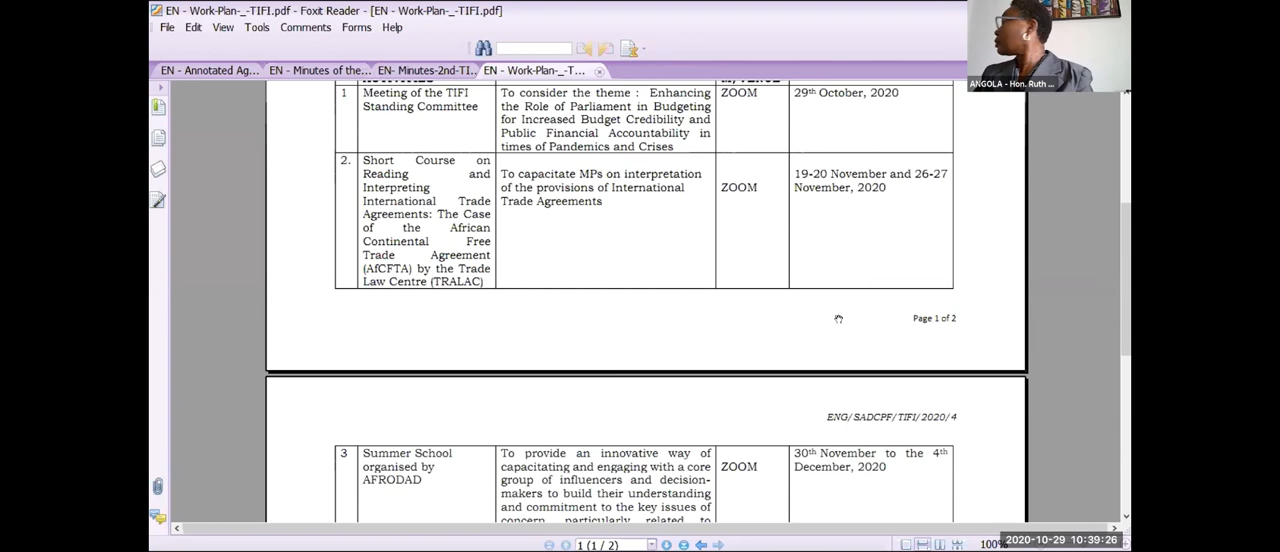 EN - Work-Plan-_-TIFI.pdf - Foxit Reader - [EN - Work-Plan-_-TIFI.pdf]
File Edit View Tools Comments Forms Help
EN - Annotated Ag... EN - Minutes of the... EN- Minutes-2nd-TI... EN - Work-Plan-_-T...
ANGOLA - Hon. Ruth ...
1 Meeting of the TIFI
Standing Committee
To consider the theme : Enhancing
the Role of Parliament in Budgeting
for Increased Budget Credibility and
Public Financial Accountability in
times of Pandemics and Crises
ZOOM
29th October, 2020
2. Short Course on
Reading and
Interpreting
International Trade
Agreements: The Case
of the African
Continental Free
Trade Agreement
(AfCFTA) by the Trade
Law Centre (TRALAC)
To capacitate MPs on interpretation
of the provisions of International
Trade Agreements
ZOOM
19-20 November and 26-27
November, 2020
Page 1 of 2
ENG/SADCPF/TIFI/2020/4
3 Summer School
organised by
AFRODAD
To provide an innovative way of
capacitating and engaging with a core
group of influencers and decision-
makers to build their understanding
and commitment to the key issues of
concern particularly related to
ZOOM
30th November to the 4th
December, 2020
1 (1 / 2)
100%
2020-10-29 10:39:26